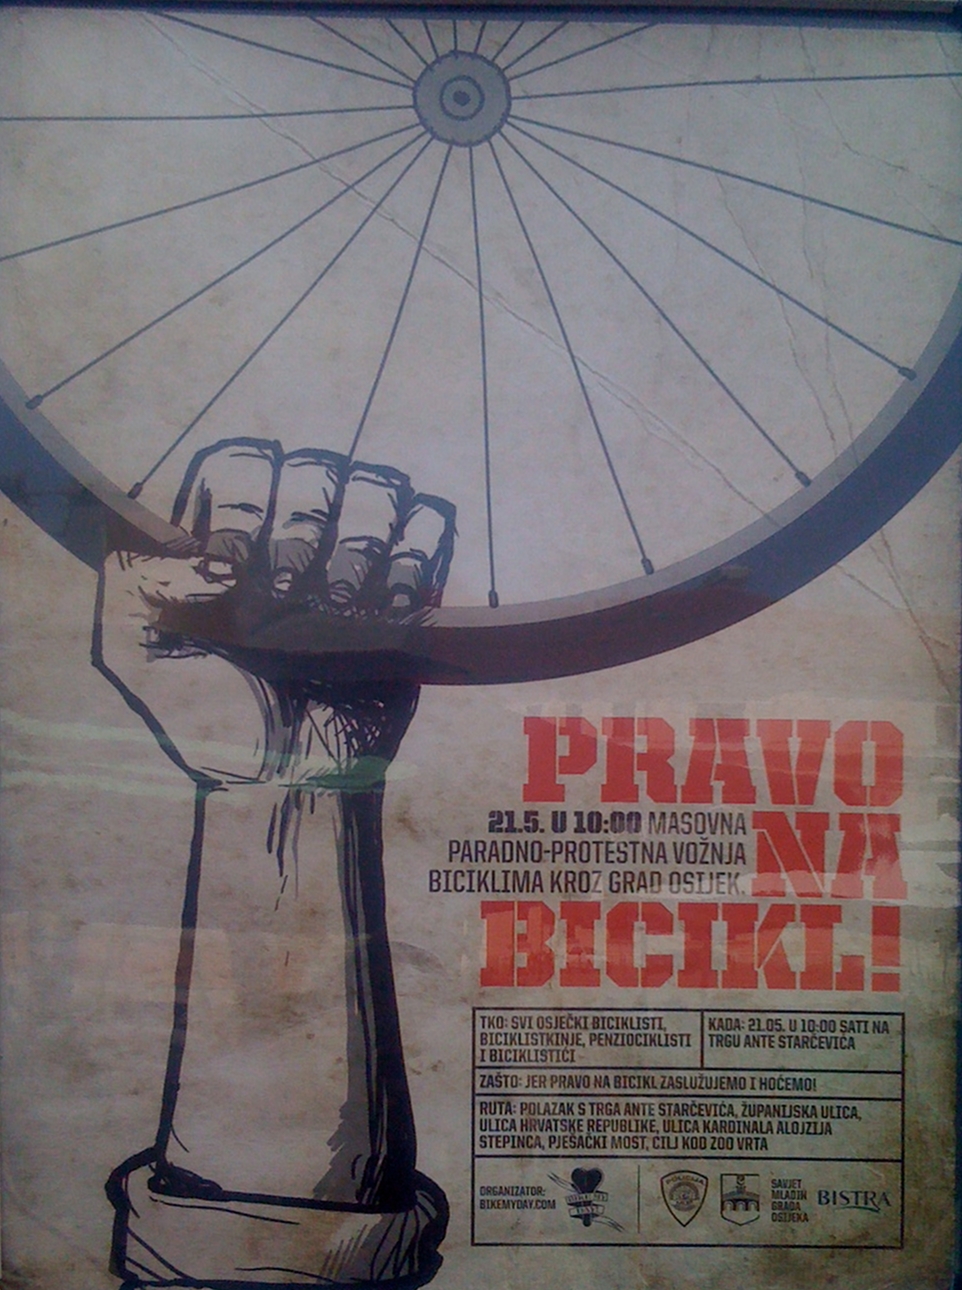 PRAVO
21.5. U 10:00 MASOVNA
PARADNO-PROTESTNA VOŽNJA
BICIKLIMA KROZ GRAD OSIJEK.
NA
BICIKL!
TKO: SVI OSJEČKI BICIKLISTI,
BICIKLISTKINJE, PENZIOCIKLISTI
I BICIKLISTIĆI
KADA: 21.05. U 10:00 SATI NA
TRGU ANTE STARČEVIĆA
ZAŠTO: JER PRAVO NA BICIKL ZASLUŽUJEMO I HOĆEMO!
RUTA: POLAZAK S TRGA ANTE STARČEVIĆA, ŽUPANIJSKA ULICA,
ULICA HRVATSKE REPUBLIKE, ULICA KARDINALA ALOJZIJA
STEPINCA, PJEŠAČKI MOST, CILJ KOD ZOO VRTA
ORGANIZATOR:
BIKEMYDAY.COM
POLICIJA
SAVJET
MLADIH
GRADA
OSIJEKA
BISTRA